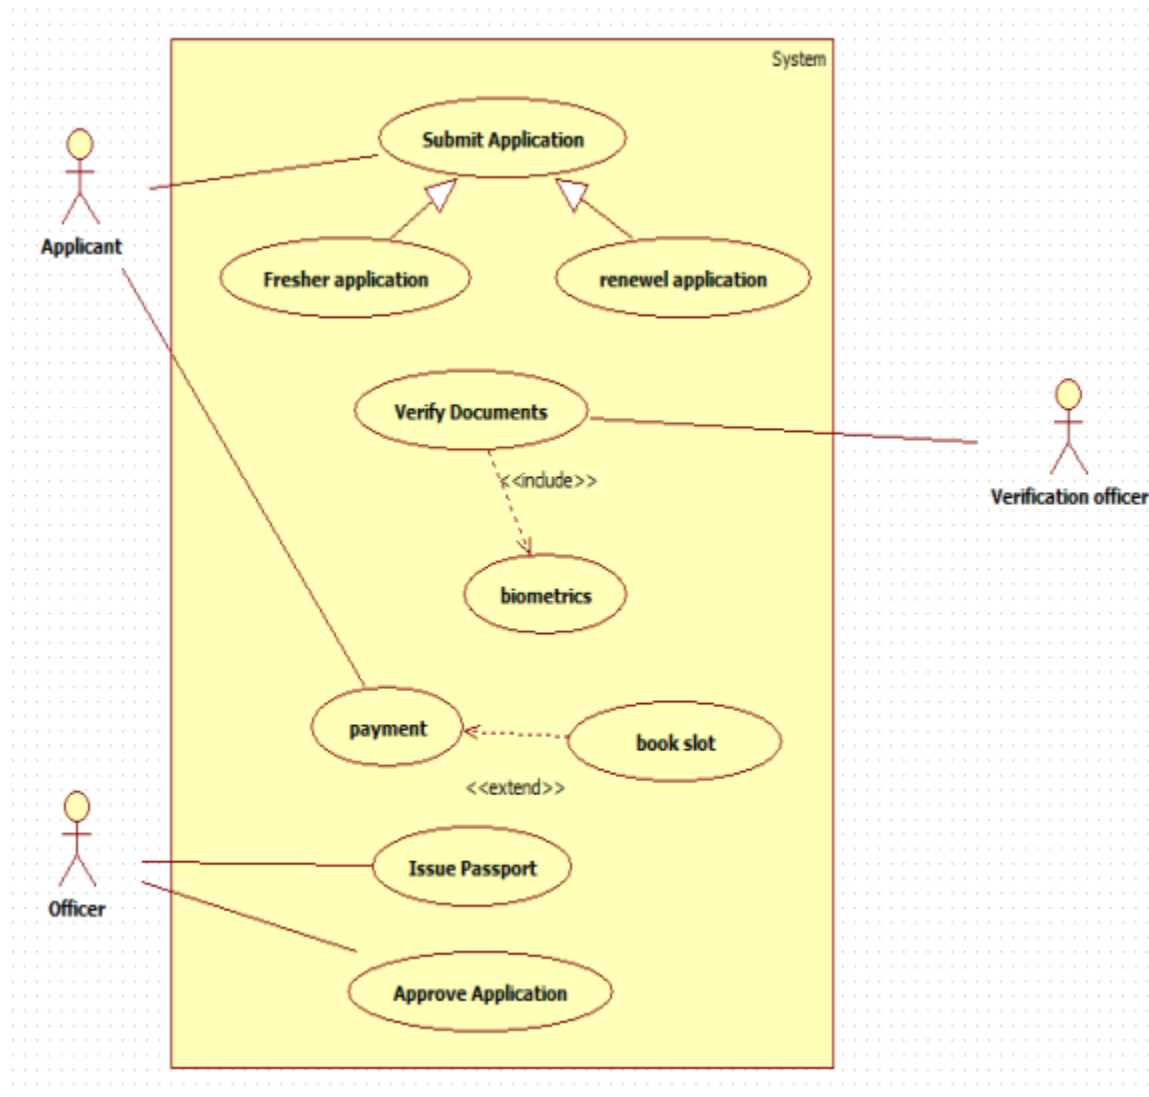 System
Submit Application
Applicant
Fresher application
renewel application
Verify Documents
<<include>>
Verification officer
biometrics
payment
book slot
<<extend>>
Issue Passport
Officer
Approve Application